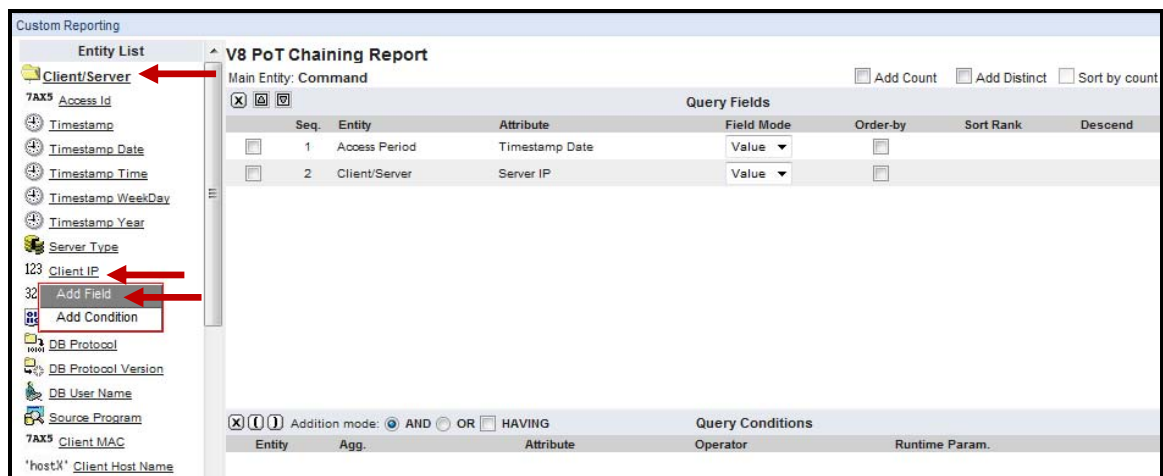 Custom Reporting
Entity List
Client/Server
7AX5 Access Id
Timestamp
Timestamp Date
Timestamp Time
Timestamp WeekDay
Timestamp Year
Server Type
123 Client IP
32
Add Field
Add Condition
DB Protocol
DB Protocol Version
DB User Name
Source Program
7AX5 Client MAC
'hostX' Client Host Name
V8 PoT Chaining Report
Main Entity: Command Add Count Add Distinct Sort by count
Query Fields
Seq. Entity Attribute Field Mode Order-by Sort Rank Descend
1 Access Period Timestamp Date Value
2 Client/Server Server IP Value
Addition mode: AND OR HAVING Query Conditions
Entity Agg. Attribute Operator Runtime Param.